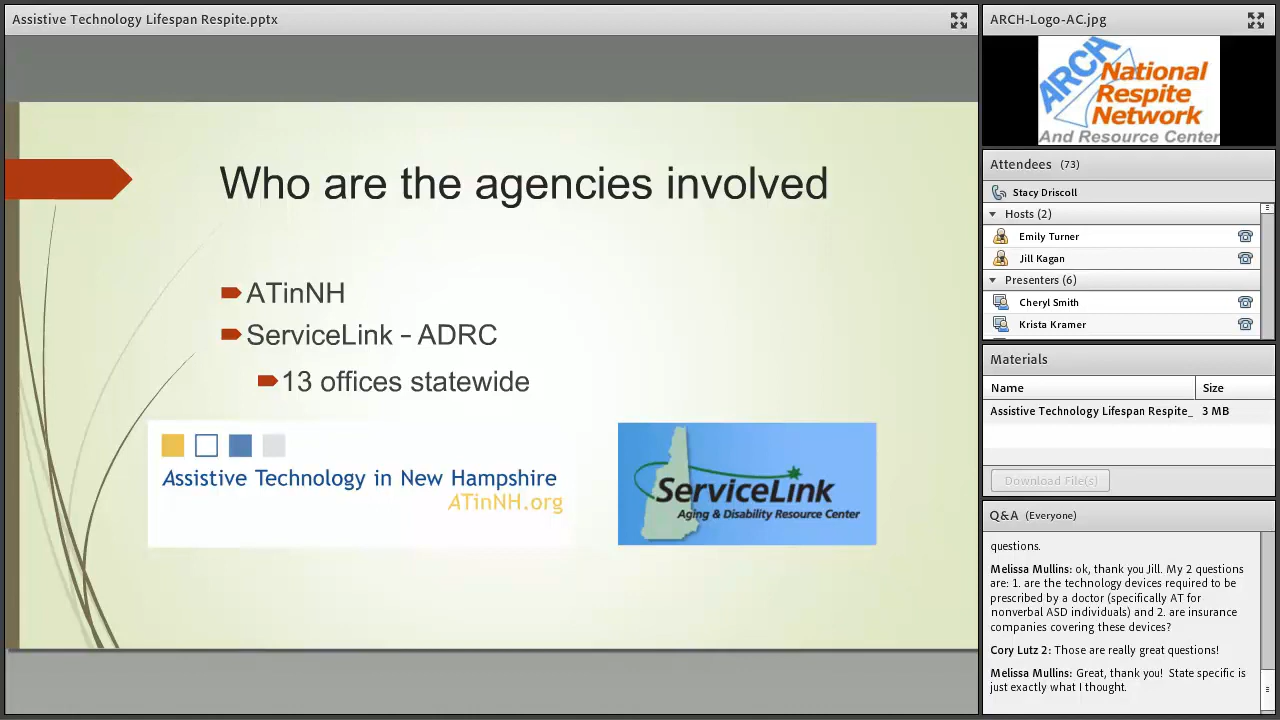 Assistive Technology Lifespan Respite.pptx
Who are the agencies involved
ATinNH
ServiceLink – ADRC
13 offices statewide
Assistive Technology in New Hampshire
ATinNH.org
ServiceLink
Aging & Disability Resource Center
ARCH-Logo-AC.jpg
ARCH
National
Respite
Network
And Resource Center
Attendees (73)
Stacy Driscoll
Hosts (2)
Emily Turner
Jill Kagan
Presenters (6)
Cheryl Smith
Krista Kramer
Materials
Name Size
Assistive Technology Lifespan Respite_ 3 MB
Download File(s)
Q&A (Everyone)
questions.
Melissa Mullins: ok, thank you Jill. My 2 questions
are: 1. are the technology devices required to be
prescribed by a doctor (specifically AT for
nonverbal ASD individuals) and 2. are insurance
companies covering these devices?
Cory Lutz 2: Those are really great questions!
Melissa Mullins: Great, thank you! State specific is
just exactly what I thought.